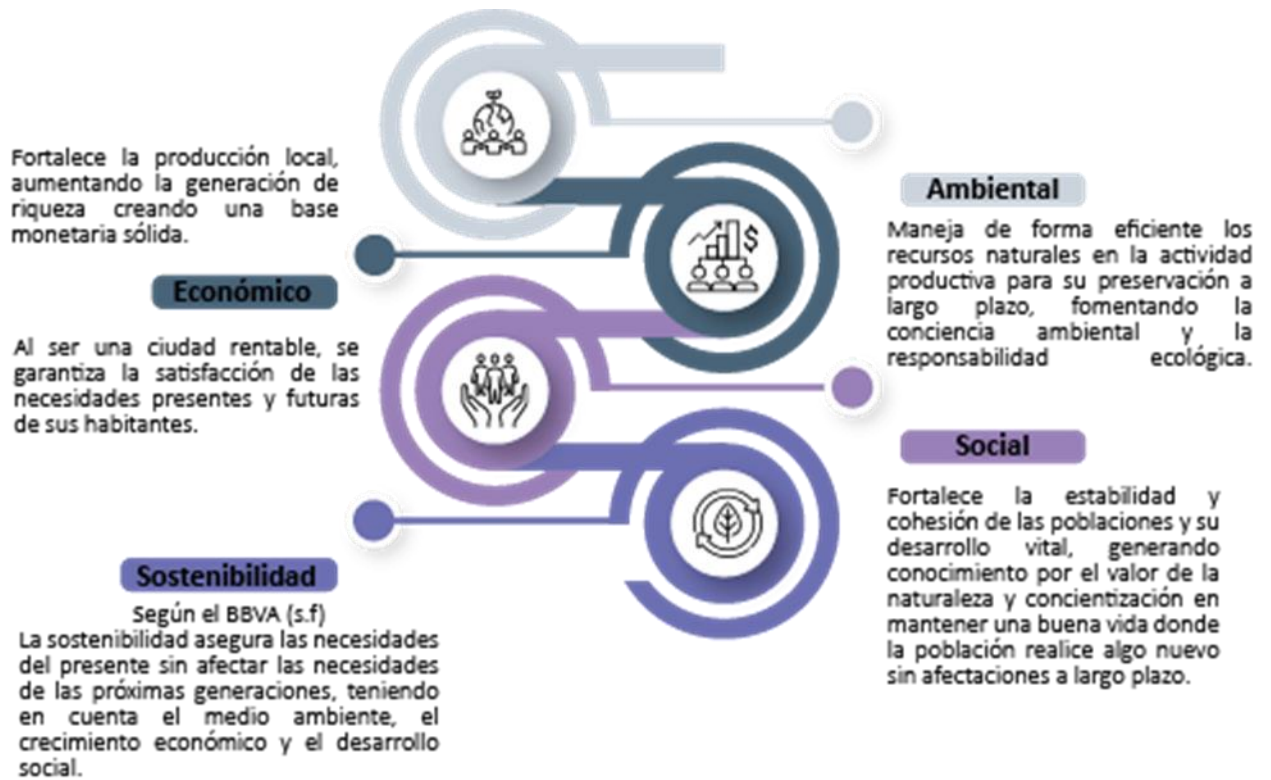 Fortalece la producción local,
aumentando la generación de
riqueza creando una base
monetaria sólida.
Económico
Al ser una ciudad rentable, se
garantiza la satisfacción de las
necesidades presentes y futuras
de sus habitantes.
Sostenibilidad
Según el BBVA (s.f)
La sostenibilidad asegura las necesidades
del presente sin afectar las necesidades
de las próximas generaciones, teniendo
en cuenta el medio ambiente, el
crecimiento económico y el desarrollo
social.
Ambiental
Maneja de forma eficiente los
recursos naturales en la actividad
productiva para su preservación a
largo plazo, fomentando la
conciencia ambiental y la
responsabilidad ecológica.
Social
Fortalece la estabilidad y
cohesión de las poblaciones y su
desarrollo vital, generando
conocimiento por el valor de la
naturaleza y concientización en
mantener una buena vida donde
la población realice algo nuevo
sin afectaciones a largo plazo.
$